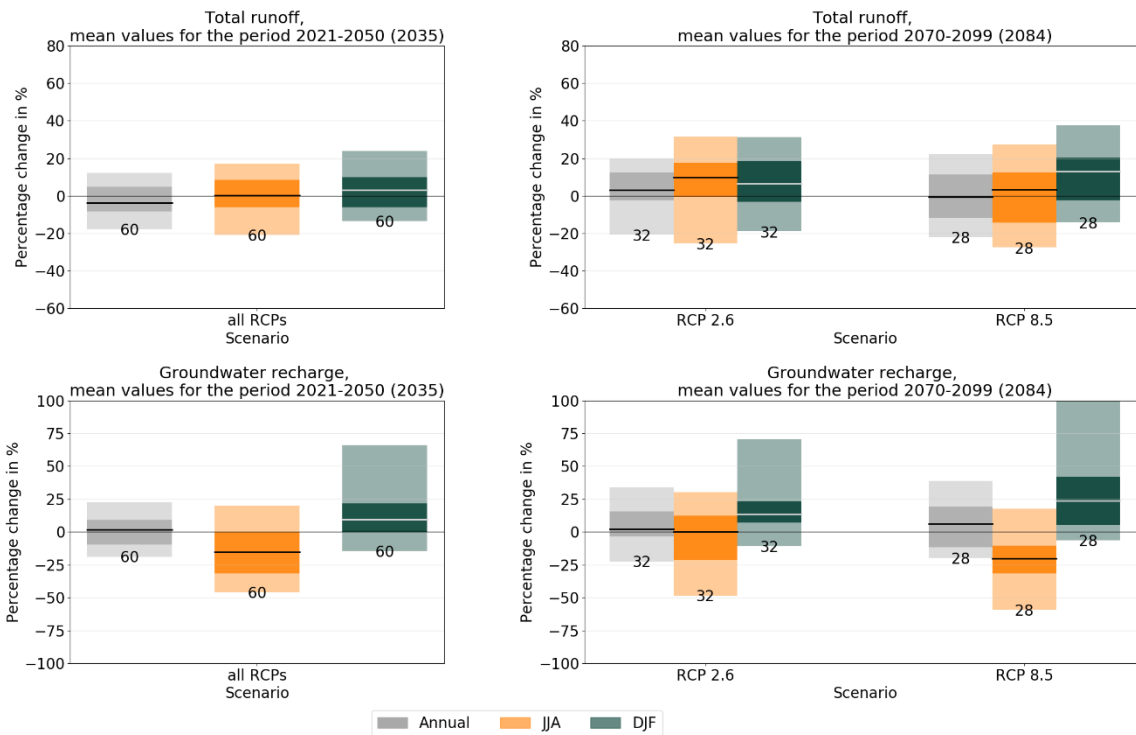 Total runoff,
mean values for the period 2021-2050 (2035)
80
60
40
20
0
−20
−40
−60
Percentage change in %
60
60
60
all RCPs
Scenario
Total runoff,
mean values for the period 2070-2099 (2084)
80
60
40
20
0
−20
−40
−60
Percentage change in %
32
32
32
28
28
28
RCP 2.6
RCP 8.5
Scenario
Groundwater recharge,
mean values for the period 2021-2050 (2035)
100
75
50
25
0
−25
−50
−75
−100
Percentage change in %
60
60
60
all RCPs
Scenario
Groundwater recharge,
mean values for the period 2070-2099 (2084)
100
75
50
25
0
−25
−50
−75
−100
Percentage change in %
32
32
32
28
28
28
RCP 2.6
RCP 8.5
Scenario
Annual
JJA
DJF